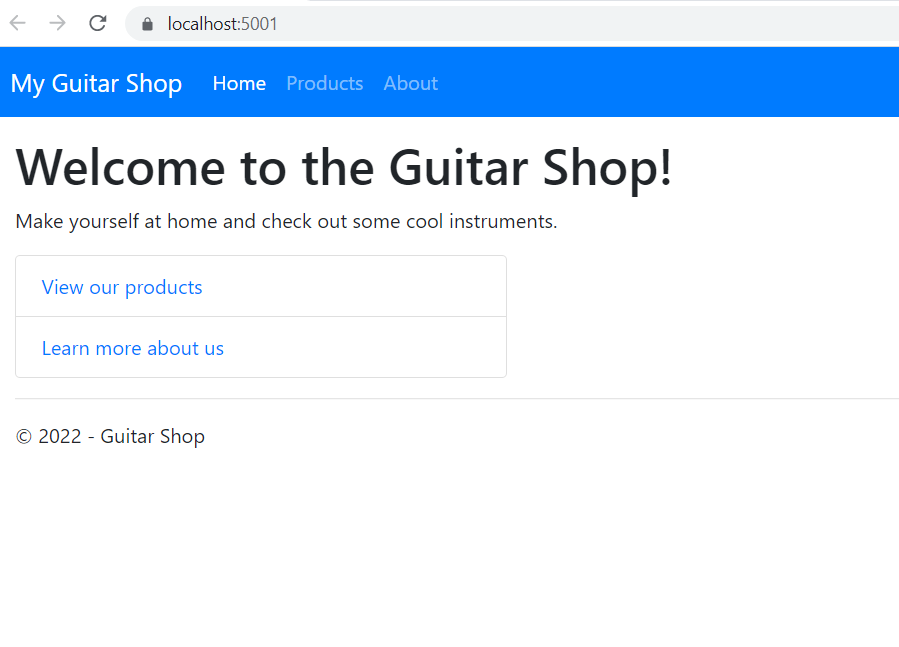 localhost:5001
My Guitar Shop Home Products About
Welcome to the Guitar Shop!
Make yourself at home and check out some cool instruments.
View our products
Learn more about us
© 2022 - Guitar Shop